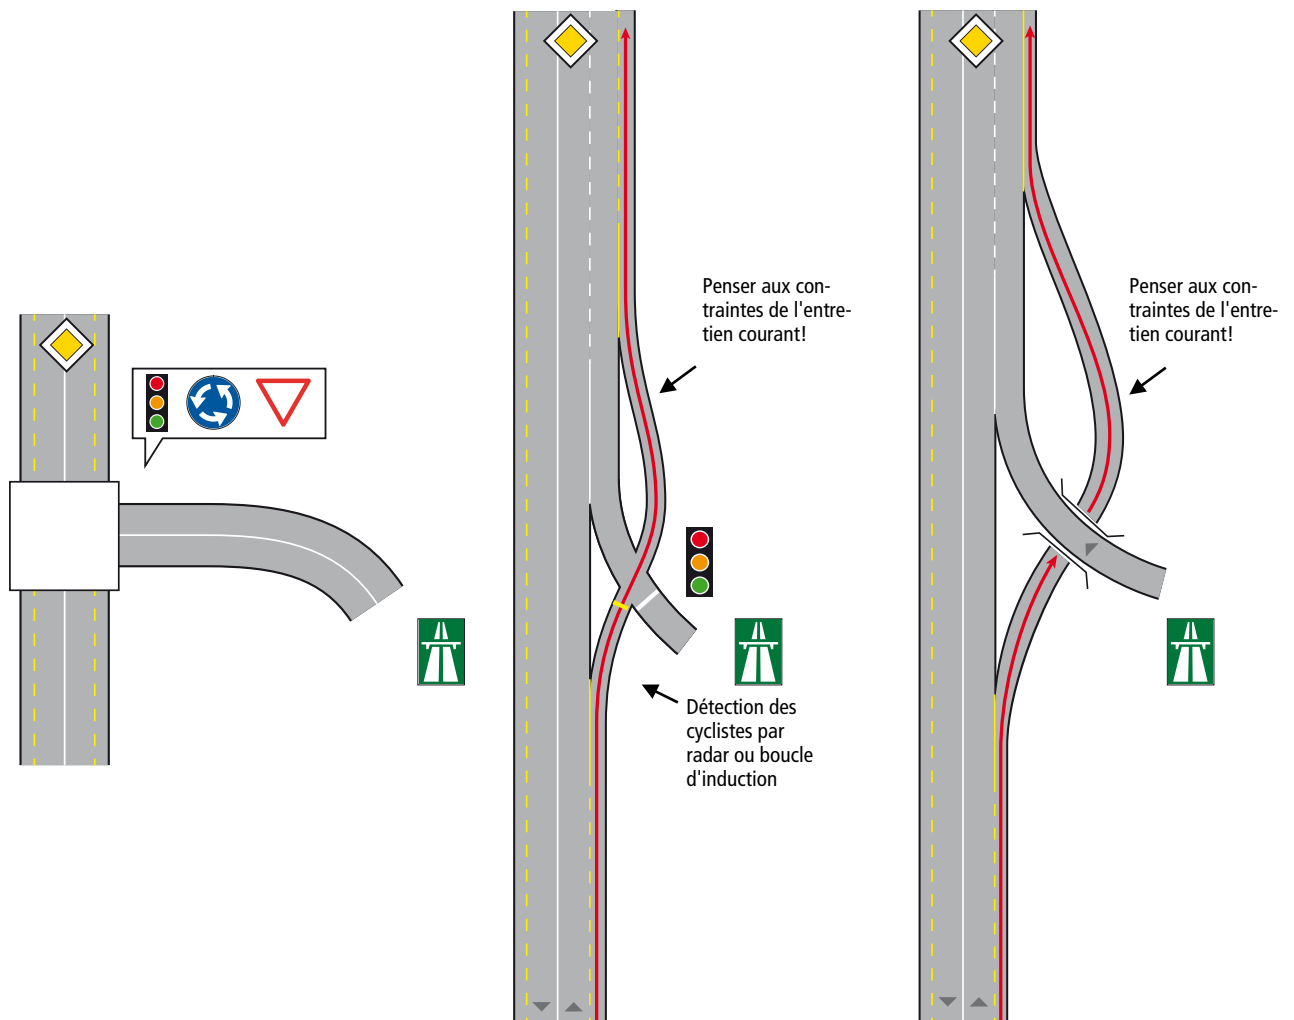 Penser aux con-
traintes de l'entre-
tien courant!
Détection des
cyclistes par
radar ou boucle
d'induction
Penser aux con-
traintes de l'entre-
tien courant!